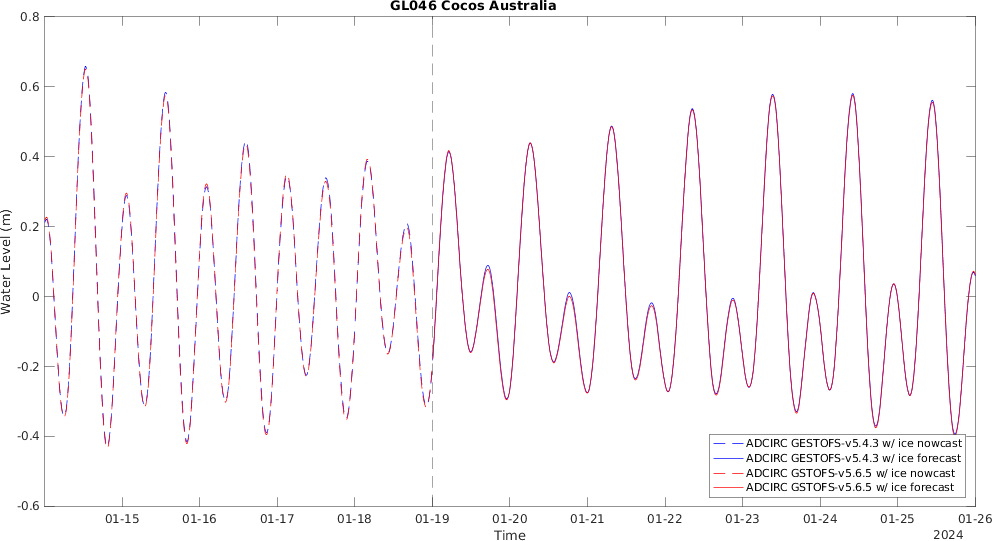 GL046 Cocos Australia
0.8
0.6
0.4
0.2
0
-0.2
-0.4
-0.6
Water Level (m)
ADCIRC GESTOFS-v5.4.3 w/ ice nowcast
ADCIRC GESTOFS-v5.4.3 w/ ice forecast
ADCIRC GSTOFS-v5.6.5 w/ ice nowcast
ADCIRC GSTOFS-v5.6.5 w/ ice forecast
01-15 01-16 01-17 01-18 01-19 01-20 01-21 01-22 01-23 01-24 01-25 01-26
Time
2024